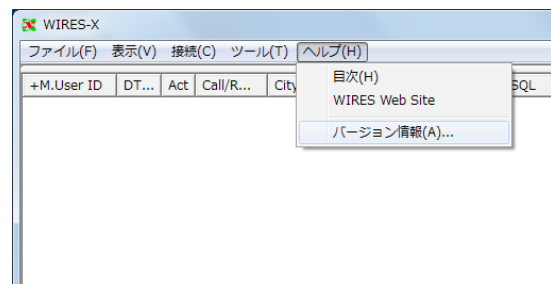 WIRES-X
ファイル(F) 表示(V) 接続(C) ツール(T) ヘルプ(H)
+M.User ID DT... Act Call/R... City SQL
目次(H)
WIRES Web Site
バージョン情報(A)...